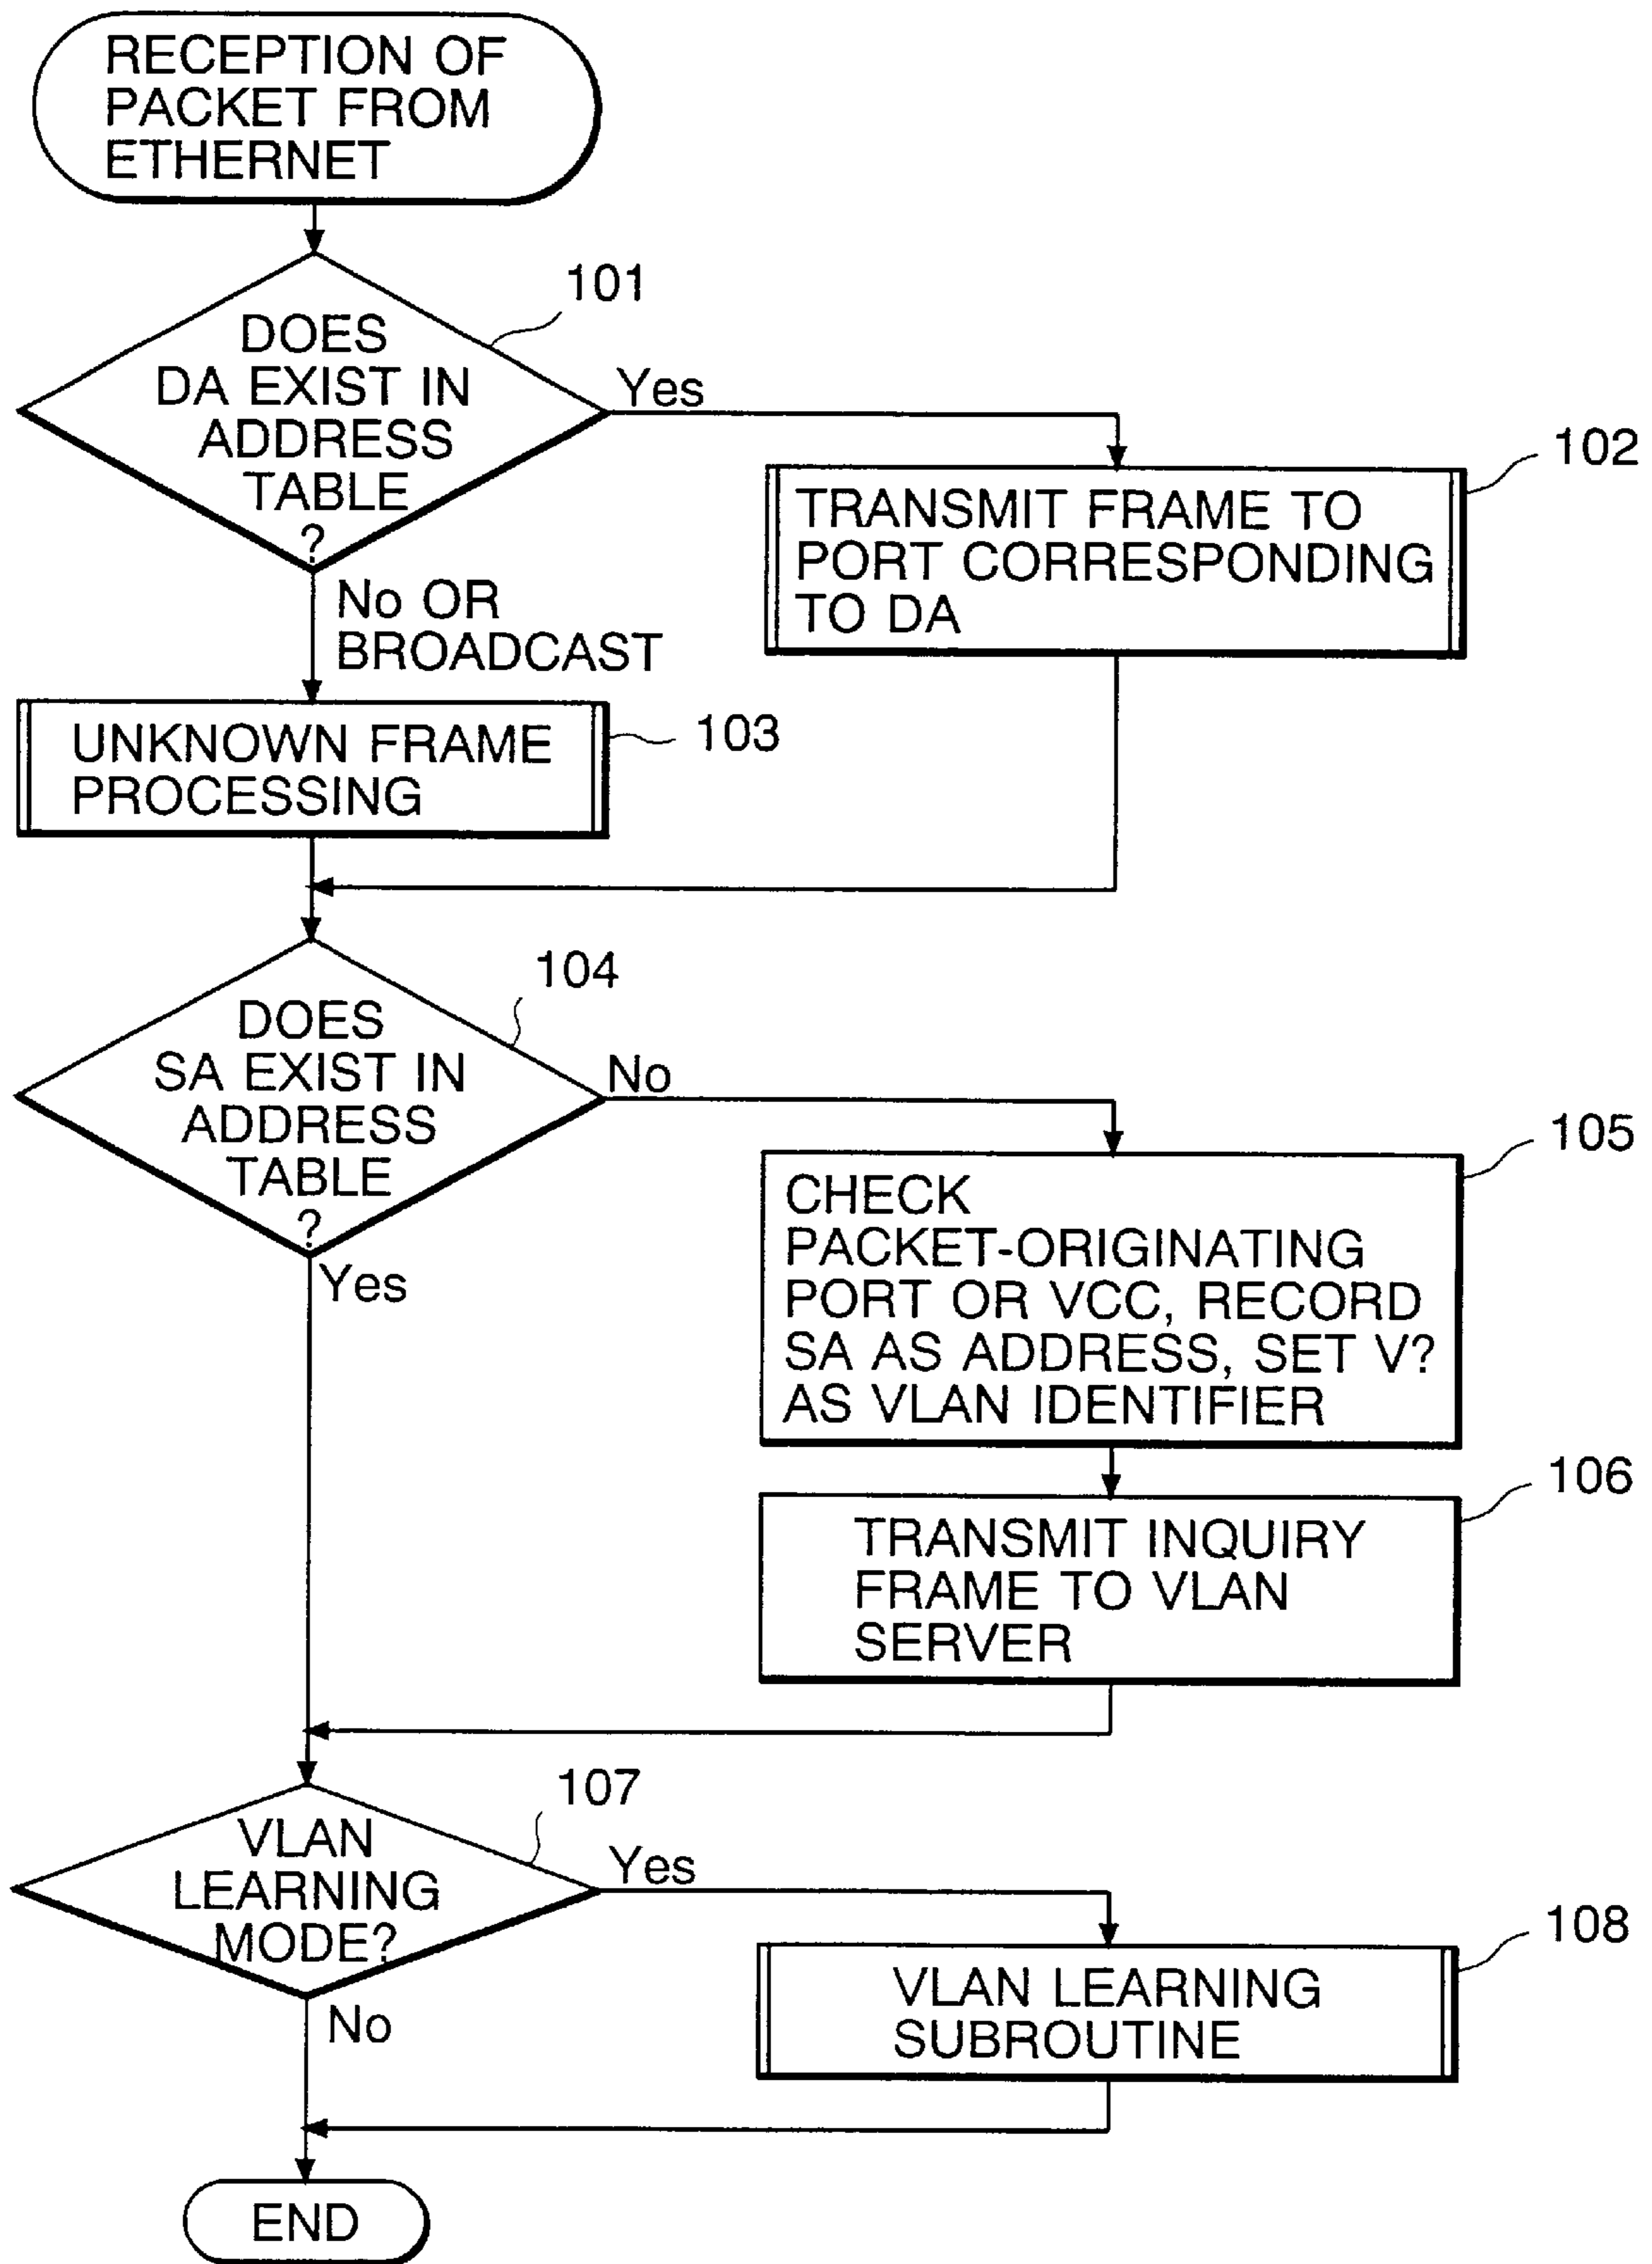 RECEPTION OF
PACKET FROM
ETHERNET
101
DOES
DA EXIST IN
ADDRESS
TABLE
?
Yes
102
TRANSMIT FRAME TO
PORT CORRESPONDING
TO DA
No OR
BROADCAST
UNKNOWN FRAME
PROCESSING
103
104
DOES
SA EXIST IN
ADDRESS
TABLE
?
No
Yes
105
CHECK
PACKET-ORIGINATING
PORT OR VCC, RECORD
SA AS ADDRESS, SET V?
AS VLAN IDENTIFIER
106
TRANSMIT INQUIRY
FRAME TO VLAN
SERVER
107
VLAN
LEARNING
MODE?
Yes
No
108
VLAN LEARNING
SUBROUTINE
END